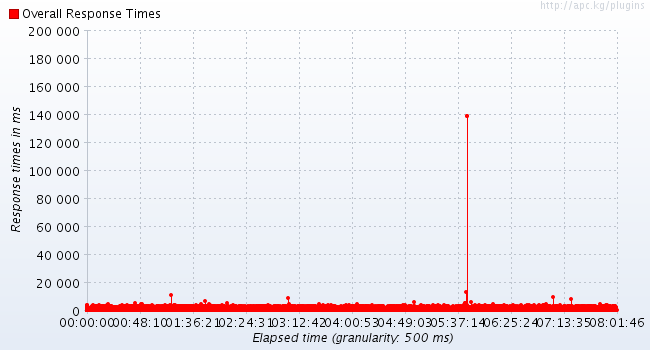 http://apc.kg/plugins
Overall Response Times
200 000
180 000
160 000
140 000
120 000
100 000
80 000
60 000
40 000
20 000
0
Response times in ms
00:00:00 00:48:10 01:36:21 02:24:31 03:12:42 04:00:53 04:49:03 05:37:14 06:25:24 07:13:35 08:01:46
Elapsed time (granularity: 500 ms)